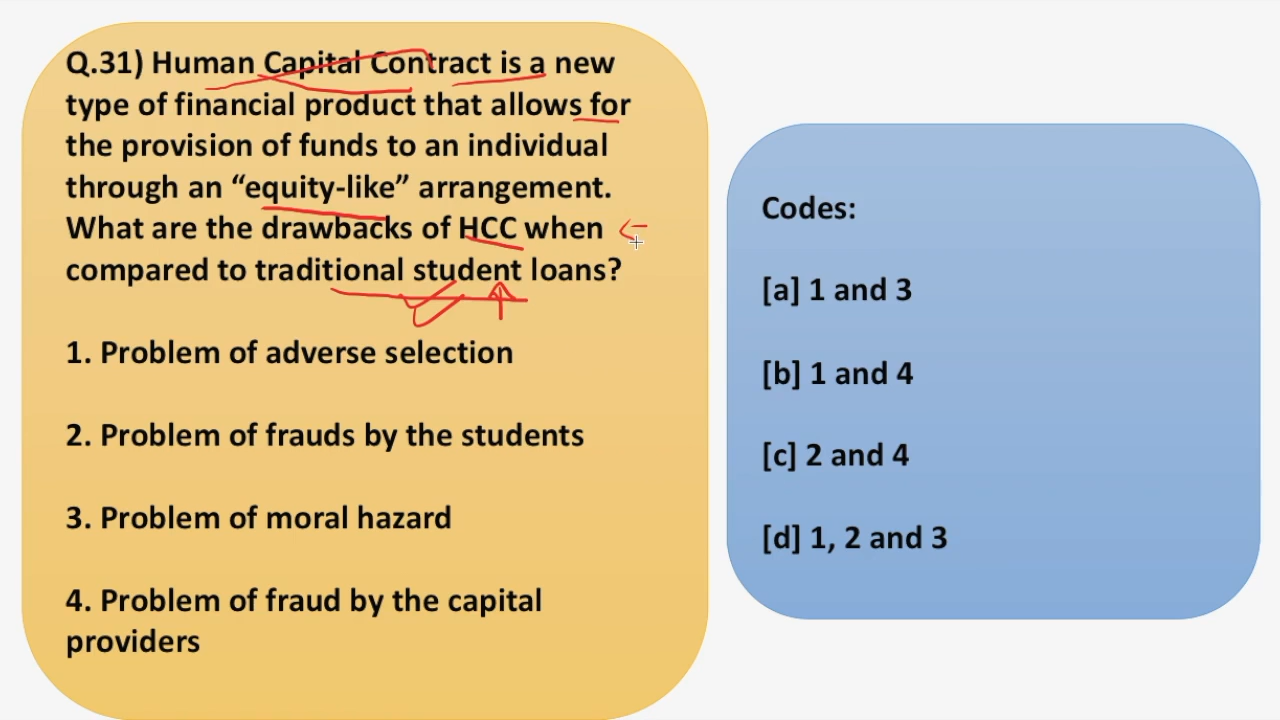 Q.31) Human Capital Contract is a new
type of financial product that allows for
the provision of funds to an individual
through an “equity-like” arrangement.
What are the drawbacks of HCC when
compared to traditional student loans?
1. Problem of adverse selection
2. Problem of frauds by the students
3. Problem of moral hazard
4. Problem of fraud by the capital
providers
Codes:
[a] 1 and 3
[b] 1 and 4
[c] 2 and 4
[d] 1, 2 and 3